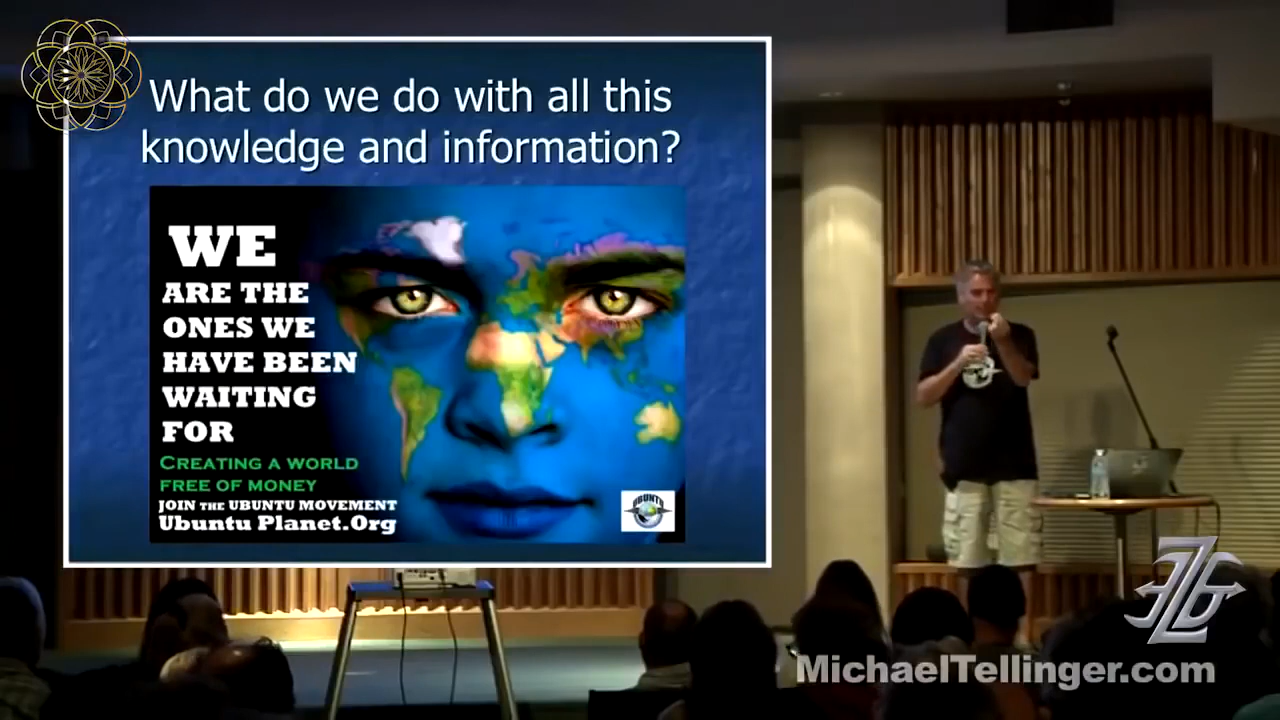 What do we do with all this
knowledge and information?
WE
ARE THE
ONES WE
HAVE BEEN
WAITING
FOR
CREATING A WORLD
FREE OF MONEY
JOIN THE UBUNTU MOVEMENT
Ubuntu Planet.Org
UBUNTU
MichaelTellinger.com